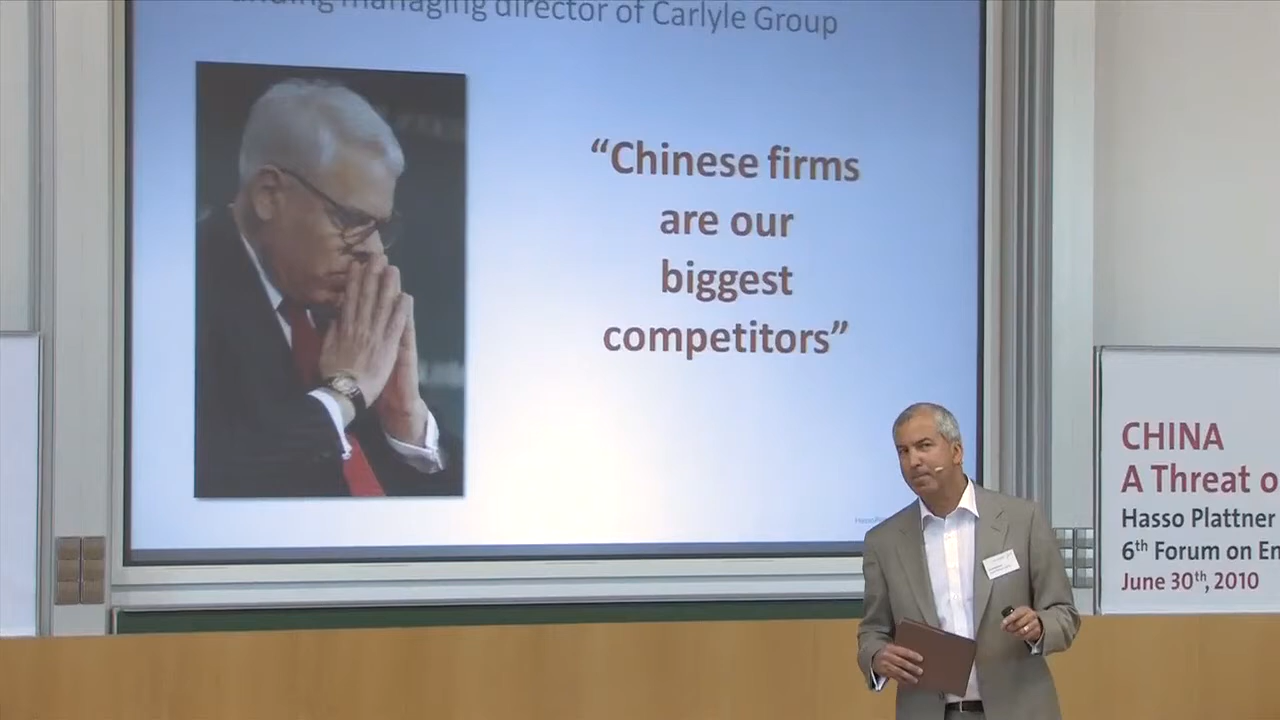 managing director of Carlyle Group
“Chinese firms
are our
biggest
competitors”
CHINA
A Threat o
Hasso Plattner
6th Forum on En
June 30th, 2010